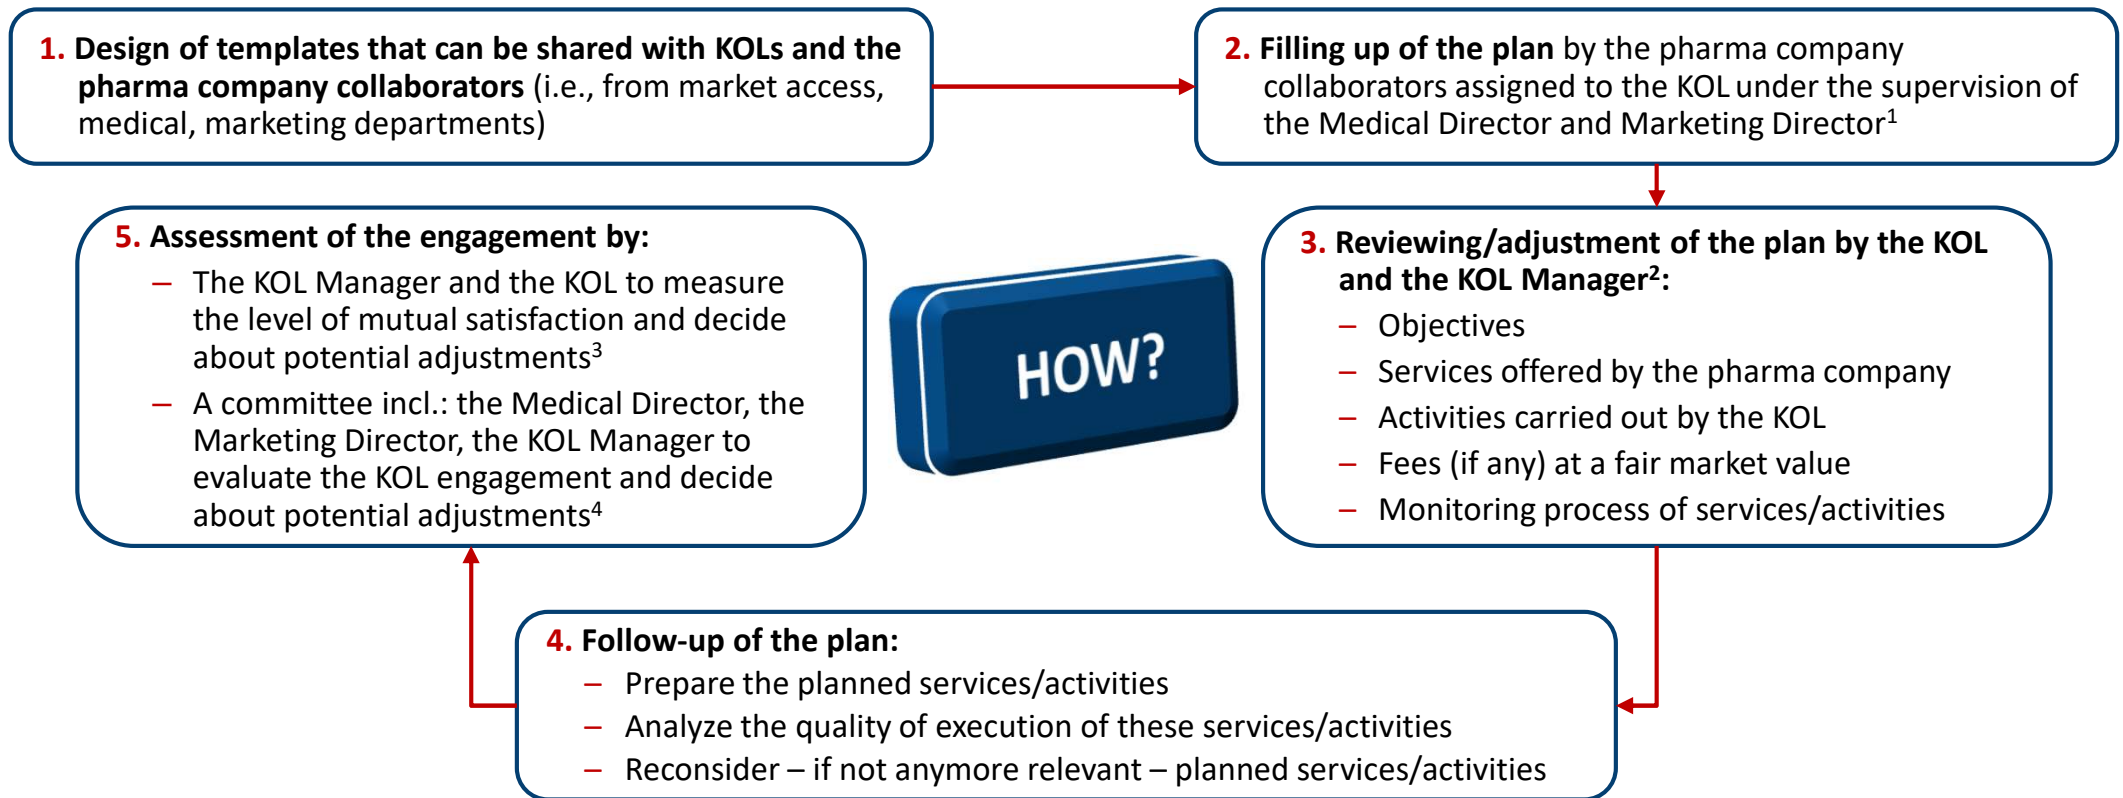 1. Design of templates that can be shared with KOLs and the
pharma company collaborators (i.e., from market access,
medical, marketing departments)
2. Filling up of the plan by the pharma company
collaborators assigned to the KOL under the supervision of
the Medical Director and Marketing Director¹
3. Reviewing/adjustment of the plan by the KOL
and the KOL Manager²:
– Objectives
– Services offered by the pharma company
– Activities carried out by the KOL
– Fees (if any) at a fair market value
– Monitoring process of services/activities
4. Follow-up of the plan:
– Prepare the planned services/activities
– Analyze the quality of execution of these services/activities
– Reconsider – if not anymore relevant – planned services/activities
5. Assessment of the engagement by:
– The KOL Manager and the KOL to measure
the level of mutual satisfaction and decide
about potential adjustments³
– A committee incl.: the Medical Director, the
Marketing Director, the KOL Manager to
evaluate the KOL engagement and decide
about potential adjustments⁴
HOW?